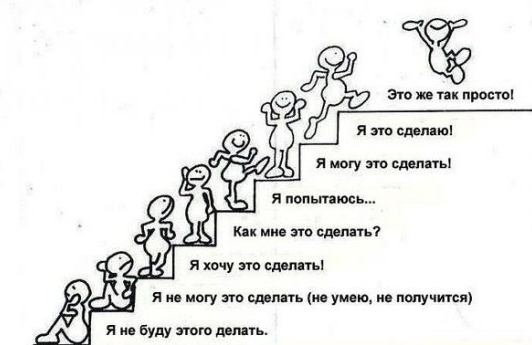 Это же так просто!
Я это сделаю!
Я могу это сделать!
Я попытаюсь...
Как мне это сделать?
Я хочу это сделать!
Я не могу это сделать (не умею, не получится)
Я не буду этого делать.